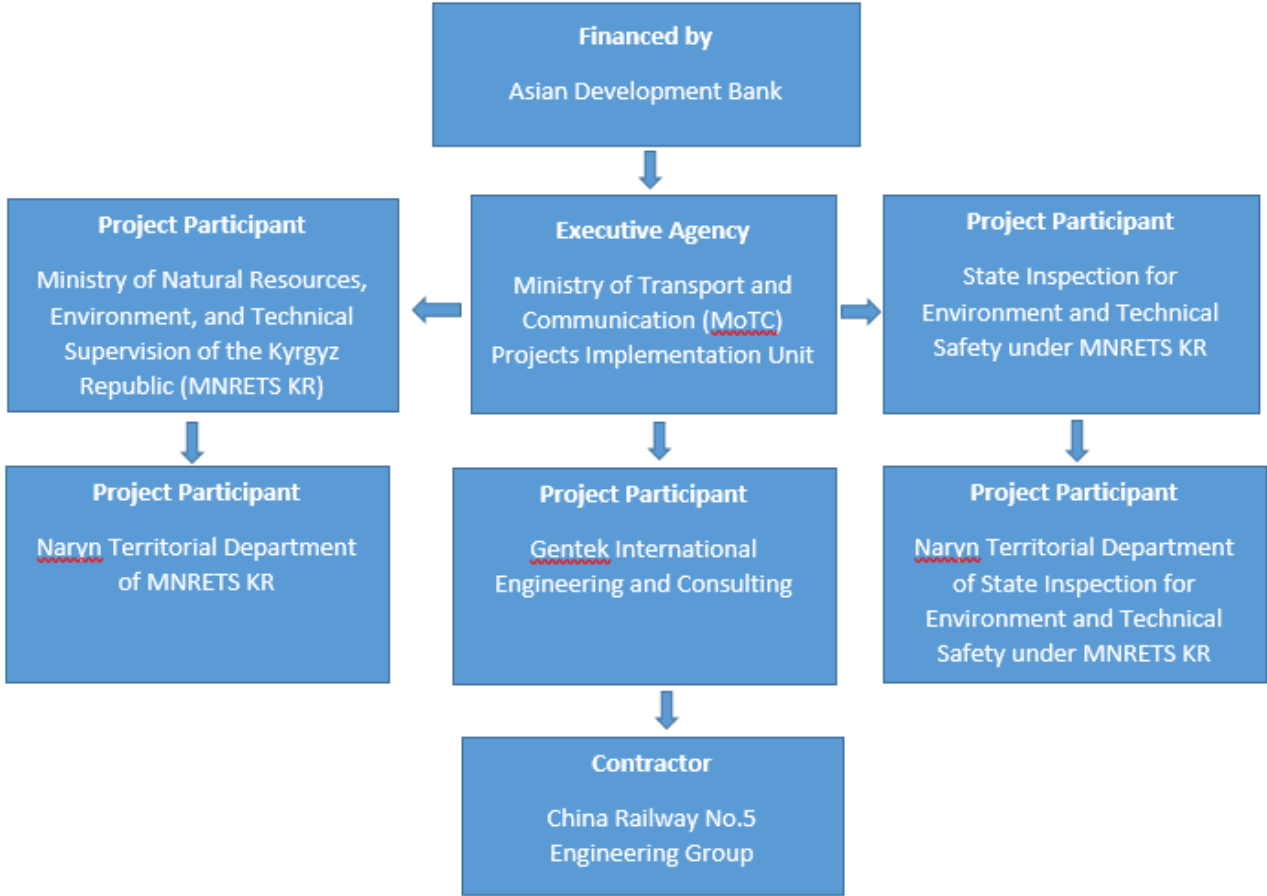 Financed by
Asian Development Bank
Project Participant
Ministry of Natural Resources,
Environment, and Technical
Supervision of the Kyrgyz
Republic (MNRETS KR)
Executive Agency
Ministry of Transport and
Communication (MoTC)
Projects Implementation Unit
Project Participant
State Inspection for
Environment and Technical
Safety under MNRETS KR
Project Participant
Naryn Territorial Department
of MNRETS KR
Project Participant
Gentek International
Engineering and Consulting
Project Participant
Naryn Territorial Department
of State Inspection for
Environment and Technical
Safety under MNRETS KR
Contractor
China Railway No.5
Engineering Group